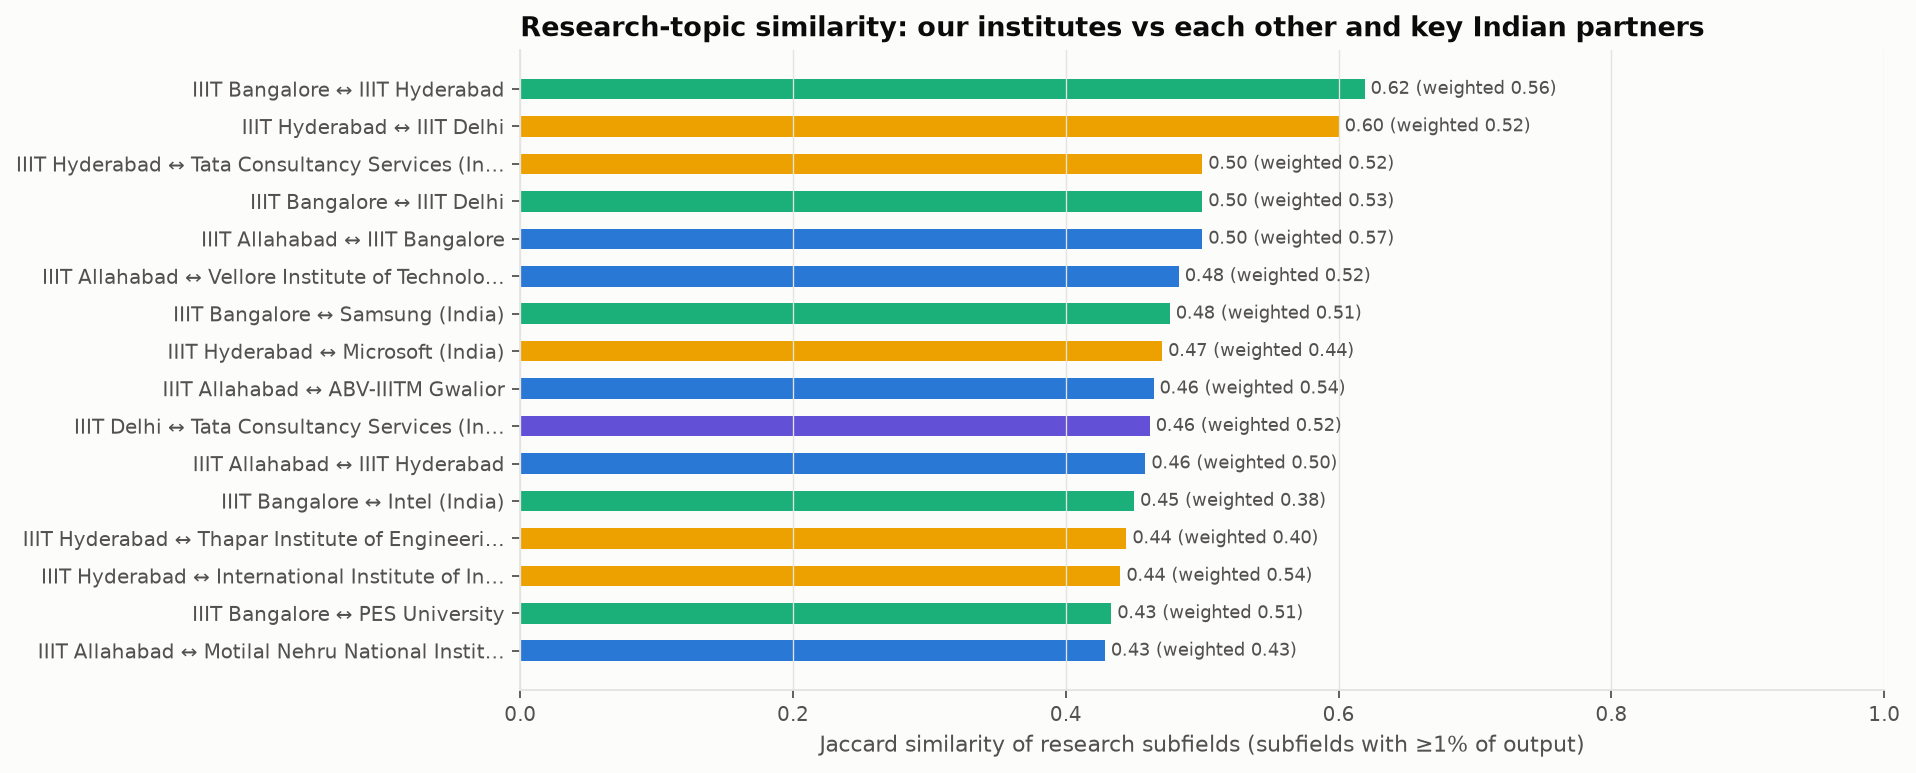 Research-topic similarity: our institutes vs each other and key Indian partners
IIIT Bangalore ↔ IIIT Hyderabad 0.62 (weighted 0.56)
IIIT Hyderabad ↔ IIIT Delhi 0.60 (weighted 0.52)
IIIT Hyderabad ↔ Tata Consultancy Services (In… 0.50 (weighted 0.52)
IIIT Bangalore ↔ IIIT Delhi 0.50 (weighted 0.53)
IIIT Allahabad ↔ IIIT Bangalore 0.50 (weighted 0.57)
IIIT Allahabad ↔ Vellore Institute of Technolo… 0.48 (weighted 0.52)
IIIT Bangalore ↔ Samsung (India) 0.48 (weighted 0.51)
IIIT Hyderabad ↔ Microsoft (India) 0.47 (weighted 0.44)
IIIT Allahabad ↔ ABV-IIITM Gwalior 0.46 (weighted 0.54)
IIIT Delhi ↔ Tata Consultancy Services (In… 0.46 (weighted 0.52)
IIIT Allahabad ↔ IIIT Hyderabad 0.46 (weighted 0.50)
IIIT Bangalore ↔ Intel (India) 0.45 (weighted 0.38)
IIIT Hyderabad ↔ Thapar Institute of Engineeri… 0.44 (weighted 0.40)
IIIT Hyderabad ↔ International Institute of In… 0.44 (weighted 0.54)
IIIT Bangalore ↔ PES University 0.43 (weighted 0.51)
IIIT Allahabad ↔ Motilal Nehru National Instit… 0.43 (weighted 0.43)
0.0 0.2 0.4 0.6 0.8 1.0
Jaccard similarity of research subfields (subfields with ≥1% of output)